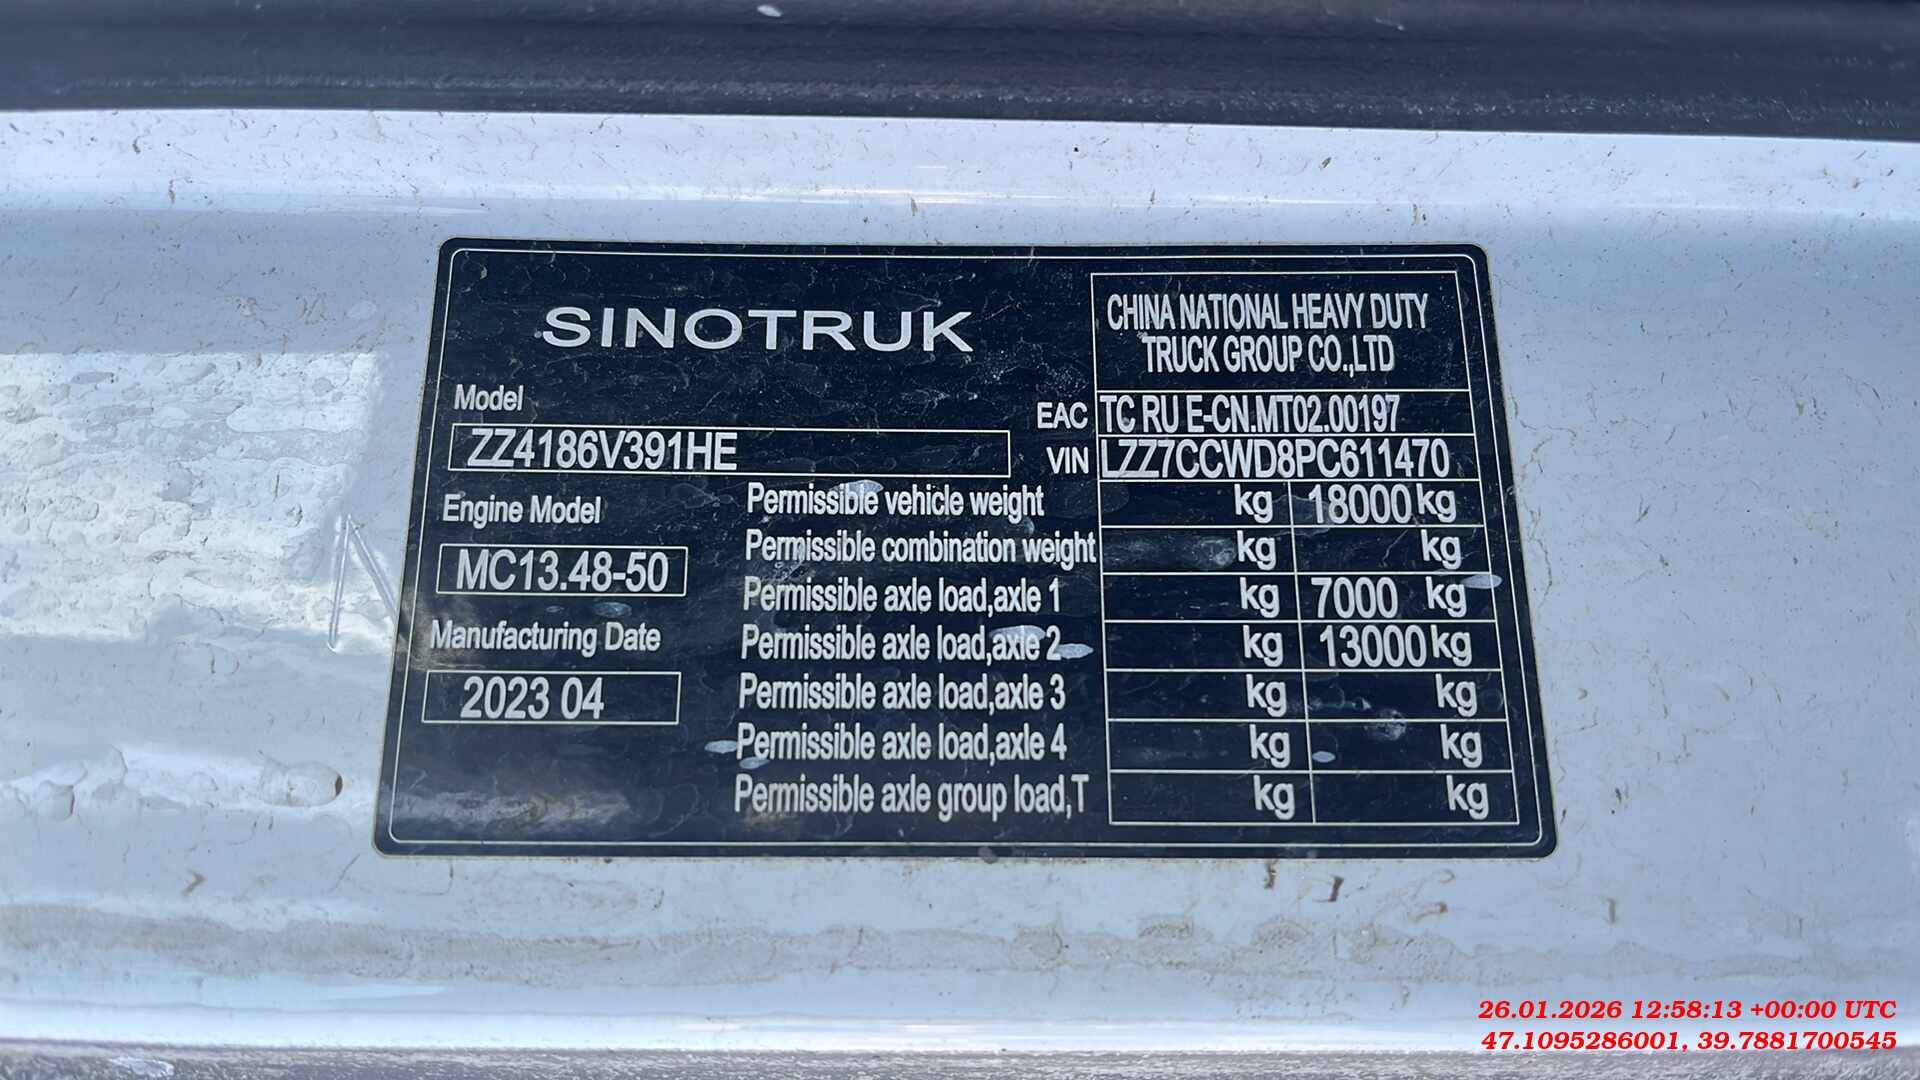 SINOTRUK
CHINA NATIONAL HEAVY DUTY
TRUCK GROUP CO.,LTD
Model
ZZ4186V391HE
EAC TC RU E-CN.MT02.00197
VIN LZZ7CCWD8PC611470
Engine Model
MC13.48-50
Manufacturing Date
2023 04
Permissible vehicle weight kg 18000 kg
Permissible combination weight kg kg
Permissible axle load,axle 1 kg 7000 kg
Permissible axle load,axle 2 kg 13000 kg
Permissible axle load,axle 3 kg kg
Permissible axle load,axle 4 kg kg
Permissible axle group load,T kg kg
26.01.2026 12:58:13 +00:00 UTC
47.1095286001, 39.7881700545